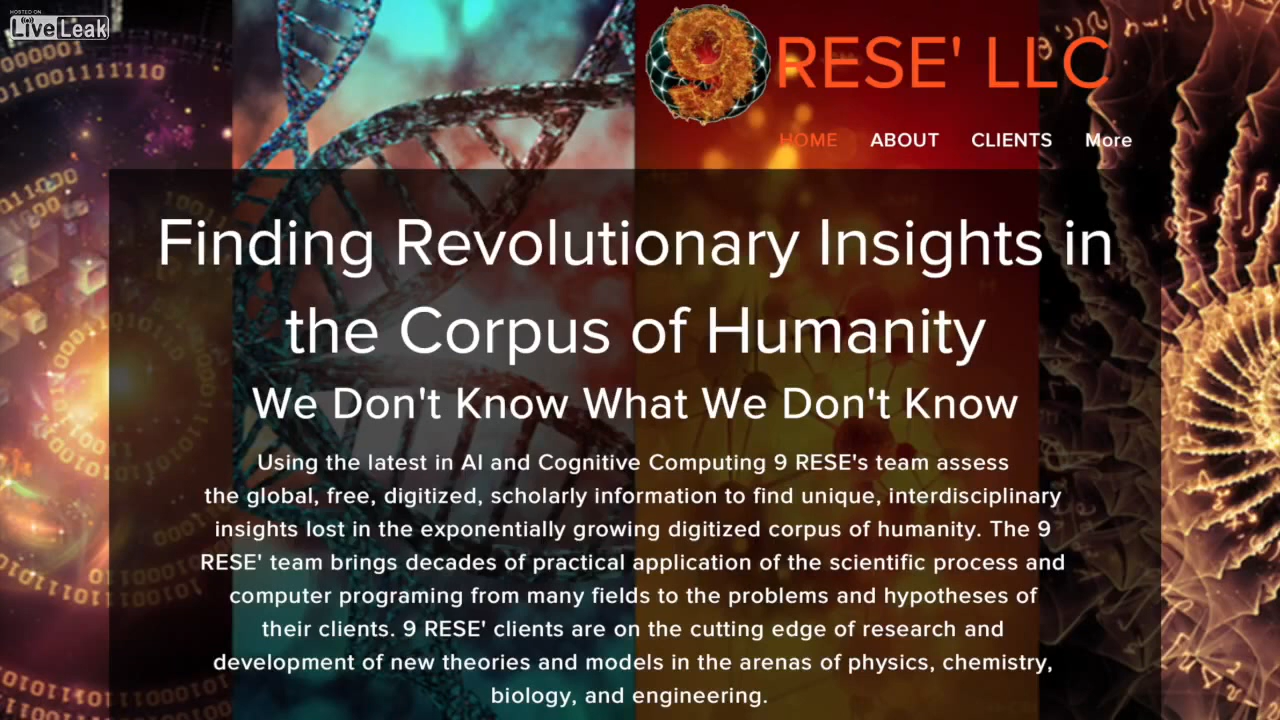 HOSTED ON
LiveLeak
9 RESE' LLC
HOME ABOUT CLIENTS More
Finding Revolutionary Insights in
the Corpus of Humanity
We Don't Know What We Don't Know
Using the latest in AI and Cognitive Computing 9 RESE's team assess
the global, free, digitized, scholarly information to find unique, interdisciplinary
insights lost in the exponentially growing digitized corpus of humanity. The 9
RESE' team brings decades of practical application of the scientific process and
computer programing from many fields to the problems and hypotheses of
their clients. 9 RESE' clients are on the cutting edge of research and
development of new theories and models in the arenas of physics, chemistry,
biology, and engineering.